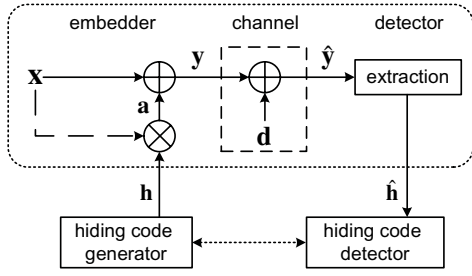 embedder channel detector
x y ŷ extraction
a
d
h ĥ
hiding code generator
hiding code detector